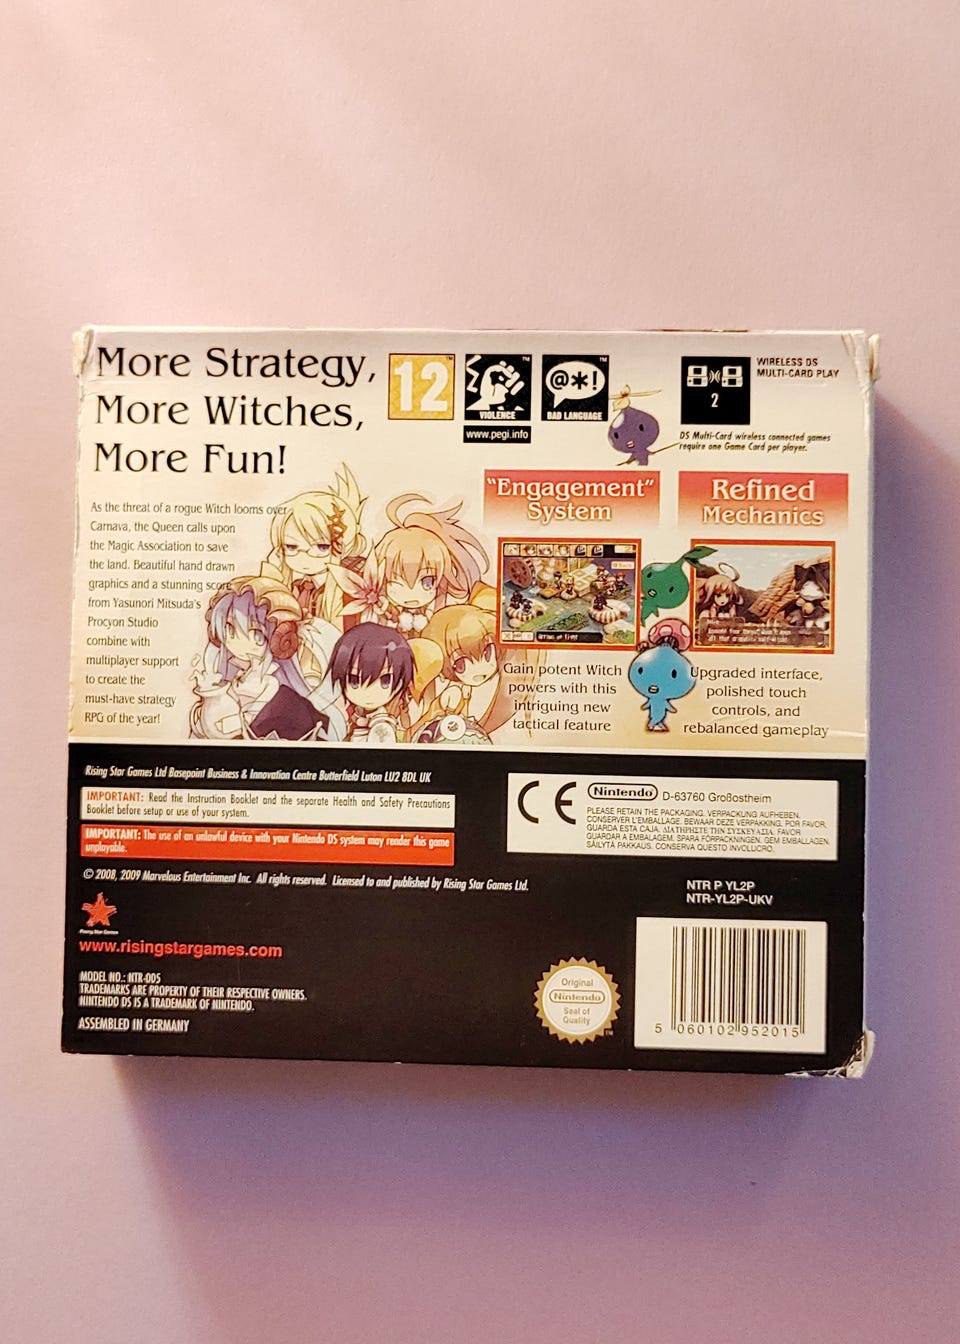 More Strategy,
More Witches,
More Fun!
12
VIOLENCE
www.pegi.info
@*!
BAD LANGUAGE
2
WIRELESS DS
MULTI-CARD PLAY
DS Multi-Card wireless connected games
require one Game Card per player.
As the threat of a rogue Witch looms over
Carnava, the Queen calls upon
the Magic Association to save
the land. Beautiful hand drawn
graphics and a stunning score
from Yasunori Mitsuda's
Procyon Studio
combine with
multiplayer support
to create the
must-have strategy
RPG of the year!
"Engagement"
System
Gain potent Witch
powers with this
intriguing new
tactical feature
Refined
Mechanics
Upgraded interface,
polished touch
controls, and
rebalanced gameplay
Rising Star Games Ltd Basepoint Business & Innovation Centre Butterfield Luton LU2 8DL UK
IMPORTANT: Read the Instruction Booklet and the separate Health and Safety Precautions
Booklet before setup or use of your system.
IMPORTANT: The use of an unlawful device with your Nintendo DS system may render this game
unplayable.
© 2008, 2009 Marvelous Entertainment Inc. All rights reserved. Licensed to and published by Rising Star Games Ltd.
Rising Star Games
www.risingstargames.com
MODEL NO.: NTR-005
TRADEMARKS ARE PROPERTY OF THEIR RESPECTIVE OWNERS.
NINTENDO DS IS A TRADEMARK OF NINTENDO.
ASSEMBLED IN GERMANY
CE
Nintendo D-63760 Großostheim
PLEASE RETAIN THE PACKAGING. VERPACKUNG AUFHEBEN.
CONSERVER L'EMBALLAGE. BEWAAR DEZE VERPAKKING. POR FAVOR,
GUARDA ESTA CAJA. ΔΙΑΤΗΡΗΣΤΕ ΤΗΝ ΣΥΣΚΕΥΑΣΙΑ. FAVOR
GUARDAR A EMBALAGEM. SPARA FÖRPACKNINGEN. GEM EMBALLAGEN.
SÄILYTÄ PAKKAUS. CONSERVA QUESTO INVOLUCRO.
NTR P YL2P
NTR-YL2P-UKV
Original
Nintendo
Seal of
Quality
TM
5 060102 952015